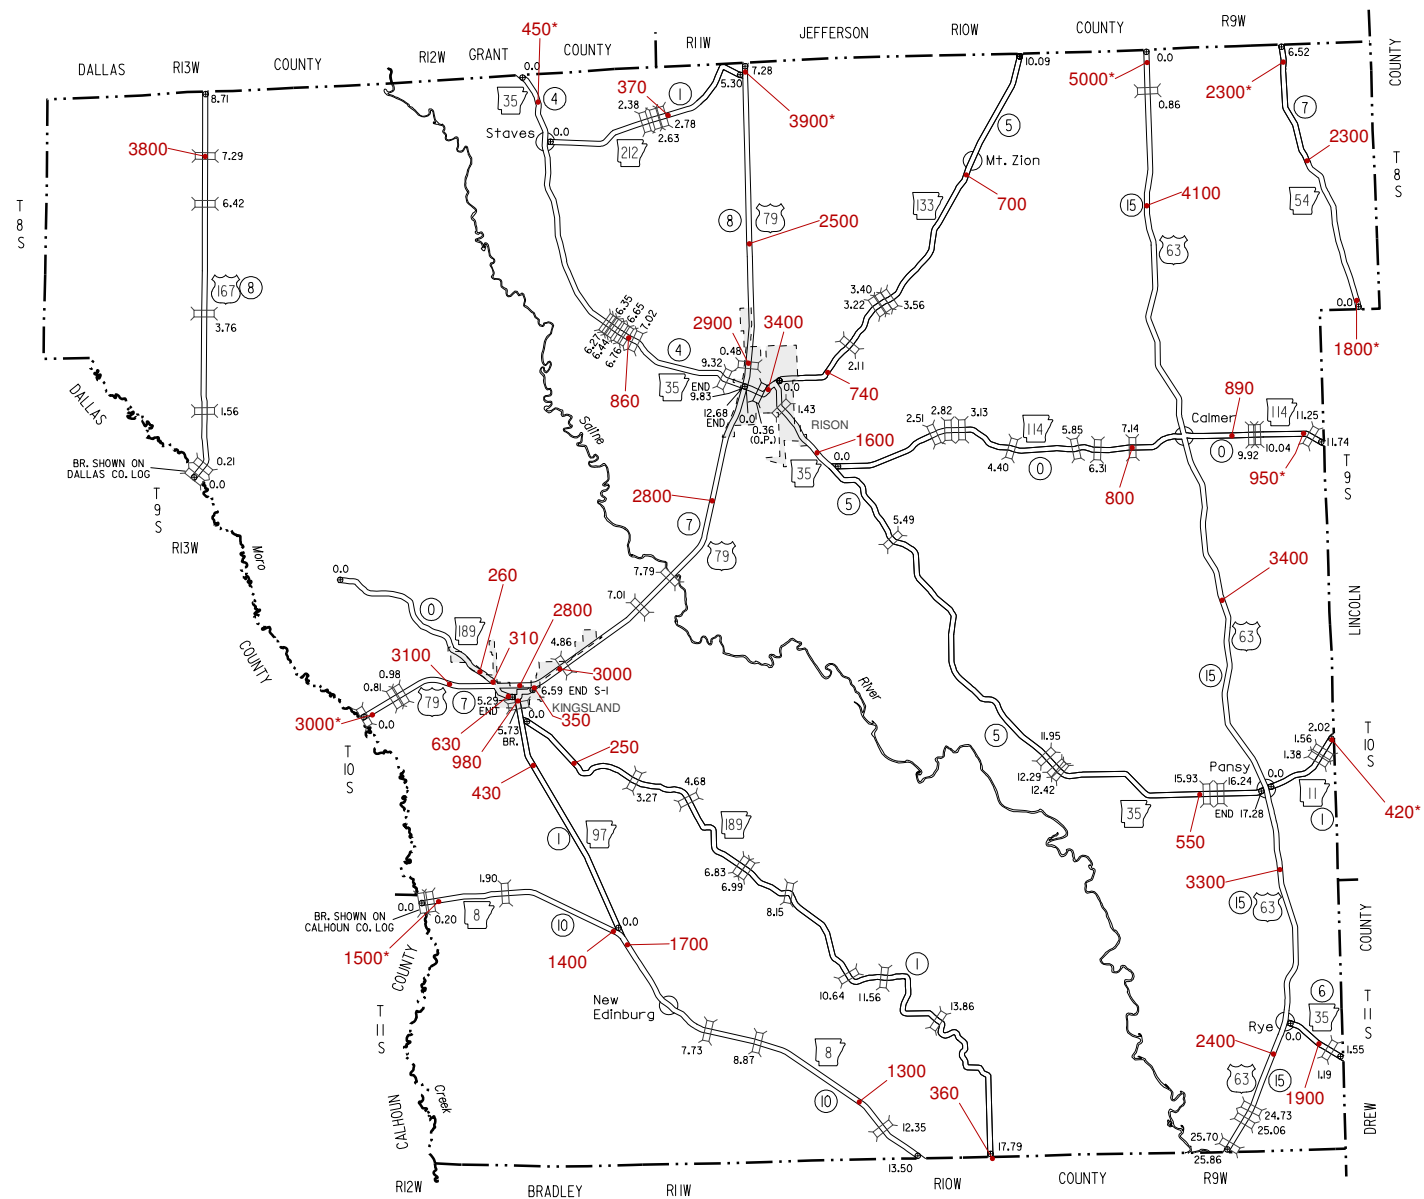 450*
R9W
R11W
JEFFERSON
R10W
COUNTY
COUNTY
GRANT
COUNTY
R12W
DALLAS
R13W
COUNTY
0.0
7.28
10.09
0.0
6.52
5.30
5000*
2300*
8.71
35
4
2.38
370
1
2.78
2.63
3900*
0.86
7
5
Staves
0.0
212
3800
7.29
Mt. Zion
2300
T
8
S
700
133
4100
15
54
6.42
T
8
S
8
79
2500
63
167
8
3.76
3.40
3.22
3.56
0.0
6.35
6.65
7.02
6.27
6.44
6.76
2900
3400
1800*
4
0.48
9.32
2.11
860
35
END
9.83
0.0
740
DALLAS
1.56
12.68
END
0.0
0.36
(O.P.)
1.43
RISON
2.51
2.82
3.13
114
5.85
7.14
Calmer
890
114
11.25
1600
0.0
11.74
0.21
BR. SHOWN ON
DALLAS CO. LOG
0.0
Saline
35
4.40
0
6.31
800
0
9.92
10.04
950*
T
9
S
T
9
S
2800
5
7
5.49
R13W
79
Moro
3400
0.0
7.79
260
2800
7.01
LINCOLN
0
189
310
4.86
63
COUNTY
3100
3000
15
0.98
0.81
79
7
5.29
END
6.59 END S-1
KINGSLAND
350
River
3000*
0.0
0.0
5.73
BR.
630
980
250
5
11.95
2.02
1.56
1.38
T
10
S
T
10
S
430
12.29
12.42
Pansy
0.0
15.93
16.24
4.68
3.27
35
END 17.28
11
1
420*
550
97
189
1
6.83
6.99
3300
1.90
15
63
8.15
0.0
BR. SHOWN ON
CALHOUN CO. LOG
0.20
8
10
0.0
COUNTY
1500*
1400
1700
COUNTY
1
10.64
11.56
6
New
Edinburg
13.86
35
T
11
S
T
11
S
Rye
0.0
7.73
8.87
8
2400
1.55
63
15
1.19
1900
1300
360
10
Creek
CALHOUN
24.73
25.06
DREW
12.35
25.70
25.86
17.79
13.50
R12W
BRADLEY
R11W
R10W
COUNTY
R9W